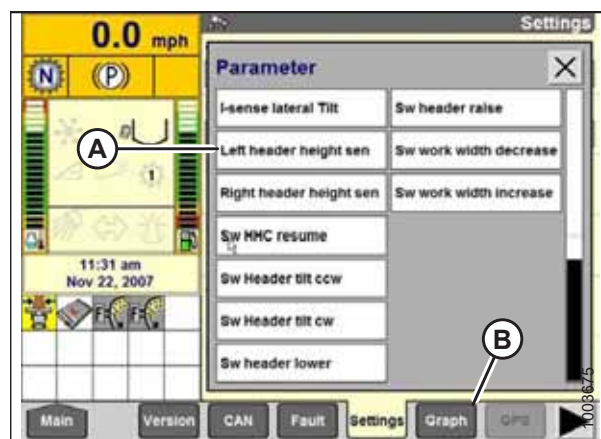 0.0 mph
Settings
N
(P)
Parameter
I-sense lateral Tilt
Sw header raise
A
Left header height sen
Sw work width decrease
1
Right header height sen
Sw work width increase
Sw HHC resume
11:31 am
Nov 22, 2007
Sw Header tilt ccw
F
F
Sw Header tilt cw
B
Sw header lower
Main
Version
CAN
Fault
Settings
Graph
GPS
1003675